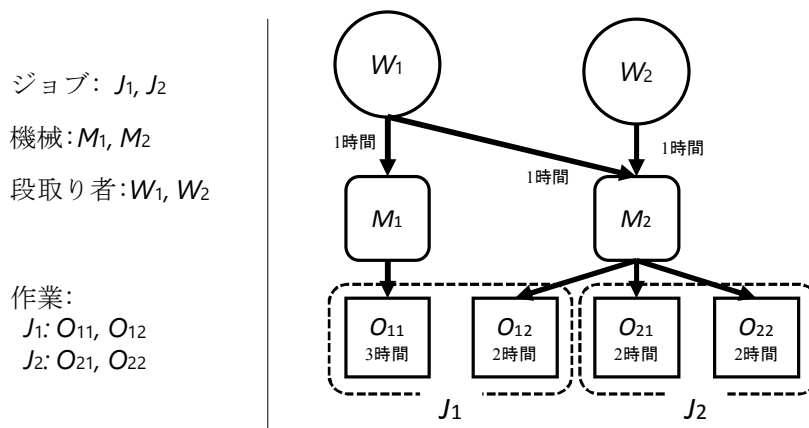 ジョブ: J1, J2
機械:M1, M2
段取り者:W1, W2
作業:
J1: O11, O12
J2: O21, O22
W1
W2
1時間
1時間
1時間
M1
M2
O11
3時間
O12
2時間
O21
2時間
O22
2時間
J1
J2